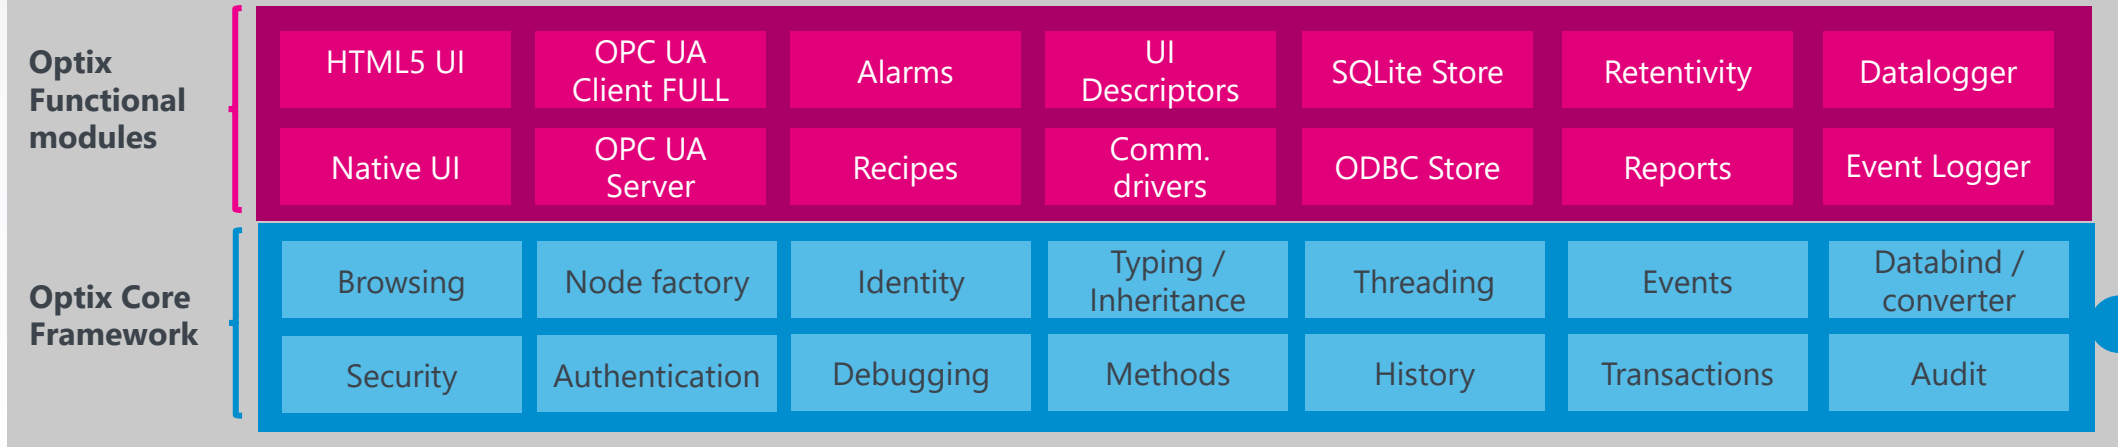 Optix
Functional
modules
HTML5 UI
OPC UA
Client FULL
Alarms
UI
Descriptors
SQLite Store
Retentivity
Datalogger
Native UI
OPC UA
Server
Recipes
Comm.
drivers
ODBC Store
Reports
Event Logger
Optix Core
Framework
Browsing
Node factory
Identity
Typing /
Inheritance
Threading
Events
Databind /
converter
Security
Authentication
Debugging
Methods
History
Transactions
Audit